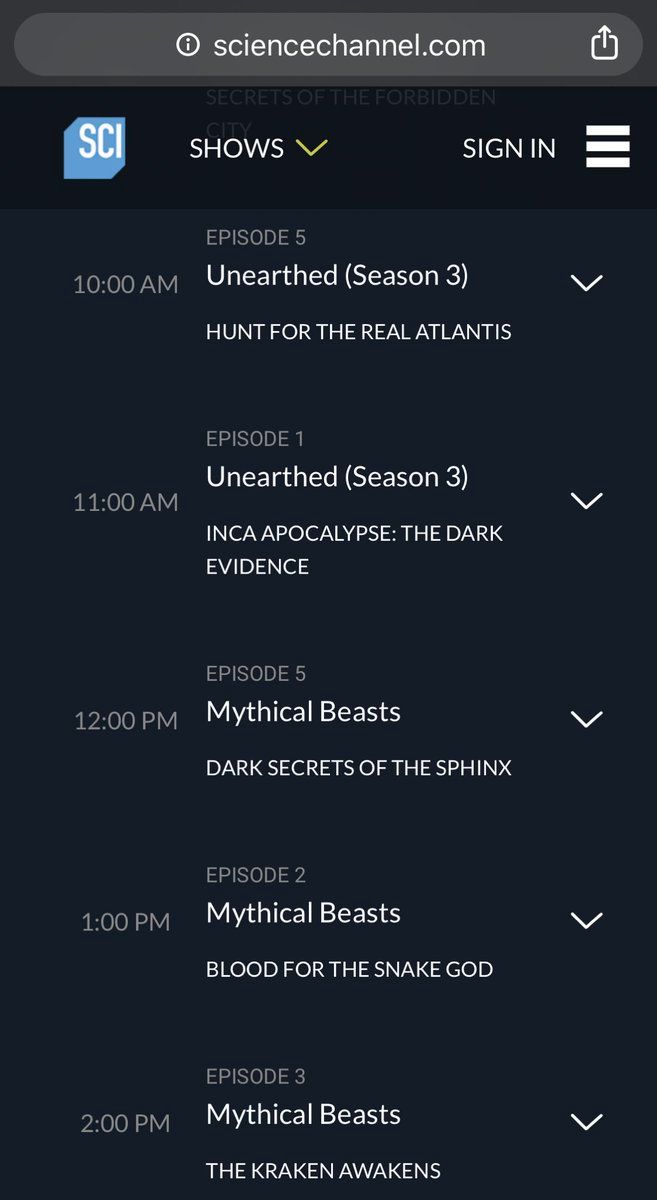 sciencechannel.com
SECRETS OF THE FORBIDDEN
CITY
SCI
SHOWS
SIGN IN
EPISODE 5
10:00 AM
Unearthed (Season 3)
HUNT FOR THE REAL ATLANTIS
EPISODE 1
11:00 AM
Unearthed (Season 3)
INCA APOCALYPSE: THE DARK
EVIDENCE
EPISODE 5
12:00 PM
Mythical Beasts
DARK SECRETS OF THE SPHINX
EPISODE 2
1:00 PM
Mythical Beasts
BLOOD FOR THE SNAKE GOD
EPISODE 3
2:00 PM
Mythical Beasts
THE KRAKEN AWAKENS